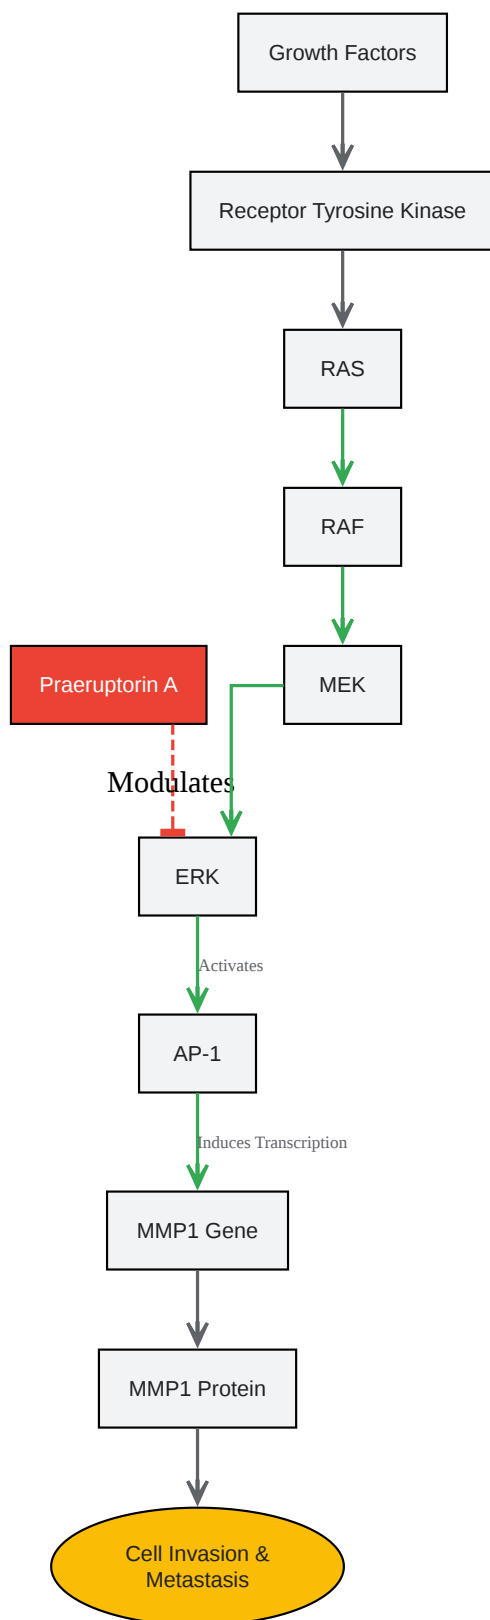 Growth Factors
Receptor Tyrosine Kinase
RAS
RAF
Praeruptorin A
MEK
Modulates
ERK
Activates
AP-1
Induces Transcription
MMP1 Gene
MMP1 Protein
Cell Invasion &
Metastasis